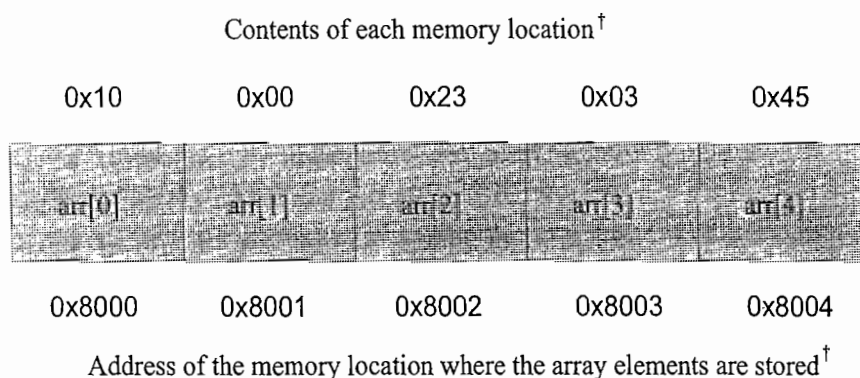 Contents of each memory location†
0x10 0x00 0x23 0x03 0x45
arr[0] arr[1] arr[2] arr[3] arr[4]
0x8000 0x8001 0x8002 0x8003 0x8004
Address of the memory location where the array elements are stored†